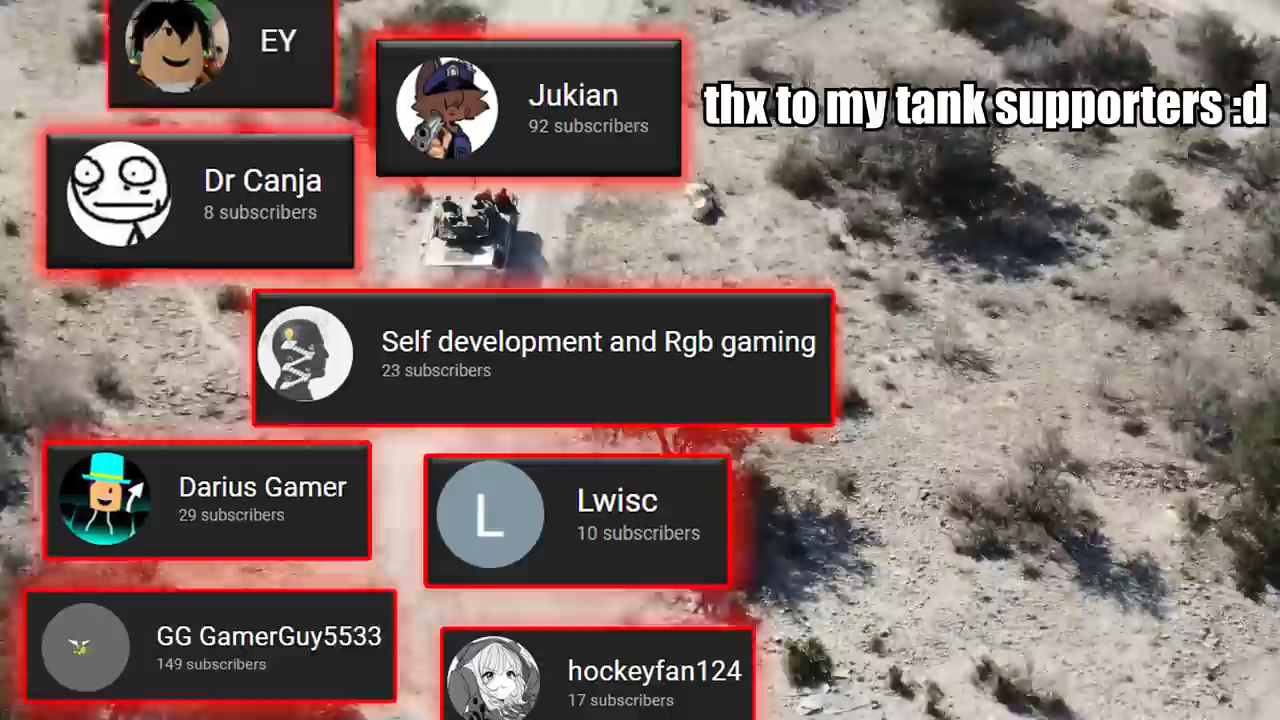 EY
Jukian
92 subscribers
thx to my tank supporters :d
Dr Canja
8 subscribers
Self development and Rgb gaming
23 subscribers
Darius Gamer
29 subscribers
L
Lwisc
10 subscribers
GG GamerGuy5533
149 subscribers
hockeyfan124
17 subscribers